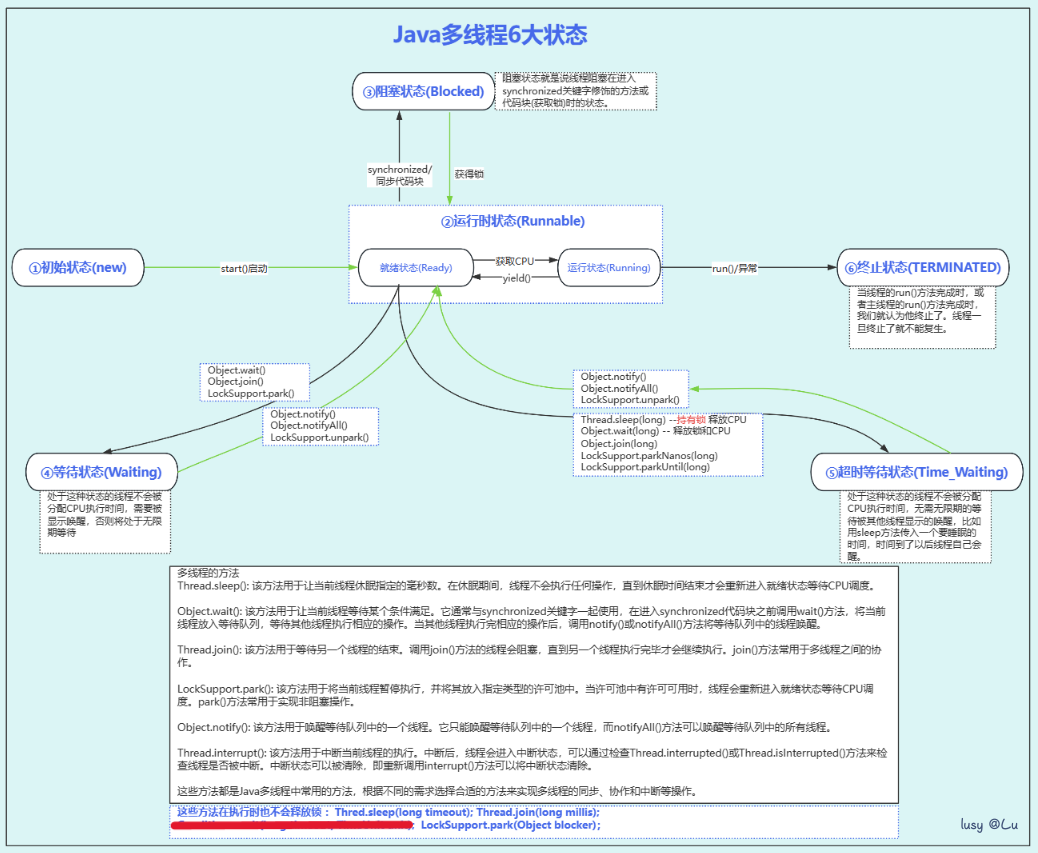 Java多线程6大状态
③阻塞状态(Blocked)
阻塞状态就是说线程阻塞在进入
synchronized关键字修饰的方法或
代码块(获取锁)时的状态。
synchronized/
同步代码块
获得锁
②运行时状态(Runnable)
①初始状态(new)
start()启动
就绪状态(Ready)
获取CPU
yield()
运行状态(Running)
run()/异常
⑥终止状态(TERMINATED)
当线程的run()方法完成时，或
者主线程的run()方法完成时，
我们就认为他终止了。线程一
旦终止了就不能复生。
Object.wait()
Object.join()
LockSupport.park()
Object.notify()
Object.notifyAll()
LockSupport.unpark()
Object.notify()
Object.notifyAll()
LockSupport.unpark()
Thread.sleep(long) --持有锁 释放CPU
Object.wait(long) -- 释放锁和CPU
Object.join(long)
LockSupport.parkNanos(long)
LockSupport.parkUntil(long)
④等待状态(Waiting)
处于这种状态的线程不会被
分配CPU执行时间，需要被
显示唤醒，否则将处于无限
期等待
⑤超时等待状态(Time_Waiting)
处于这种状态的线程不会被分配
CPU执行时间，无需无限期的等
待被其他线程显示的唤醒，比如
用sleep方法传入一个要睡眠的
时间，时间到了以后线程自己会
醒。
多线程的方法
Thread.sleep(): 该方法用于让当前线程休眠指定的毫秒数。在休眠期间，线程不会执行任何操作，直到休眠时间结束才会重新进入就绪状态等待CPU调度。
Object.wait(): 该方法用于让当前线程等待某个条件满足。它通常与synchronized关键字一起使用，在进入synchronized代码块之前调用wait()方法，将当
前线程放入等待队列，等待其他线程执行相应的操作。当其他线程执行完相应的操作后，调用notify()或notifyAll()方法将等待队列中的线程唤醒。
Thread.join(): 该方法用于等待另一个线程的结束。调用join()方法的线程会阻塞，直到另一个线程执行完毕才会继续执行。join()方法常用于多线程之间的协
作。
LockSupport.park(): 该方法用于将当前线程暂停执行，并将其放入指定类型的许可池中。当许可池中有许可可用时，线程会重新进入就绪状态等待CPU调
度。park()方法常用于实现非阻塞操作。
Object.notify(): 该方法用于唤醒等待队列中的一个线程。它只能唤醒等待队列中的一个线程，而notifyAll()方法可以唤醒等待队列中的所有线程。
Thread.interrupt(): 该方法用于中断当前线程的执行。中断后，线程会进入中断状态，可以通过检查Thread.interrupted()或Thread.isInterrupted()方法来检
查线程是否被中断。中断状态可以被清除，即重新调用interrupt()方法可以将中断状态清除。
这些方法都是Java多线程中常用的方法，根据不同的需求选择合适的方法来实现多线程的同步、协作和中断等操作。
这些方法在执行时也不会释放锁： Thred.sleep(long timeout); Thread.join(long millis);
; LockSupport.park(Object blocker);
lusy @Lu